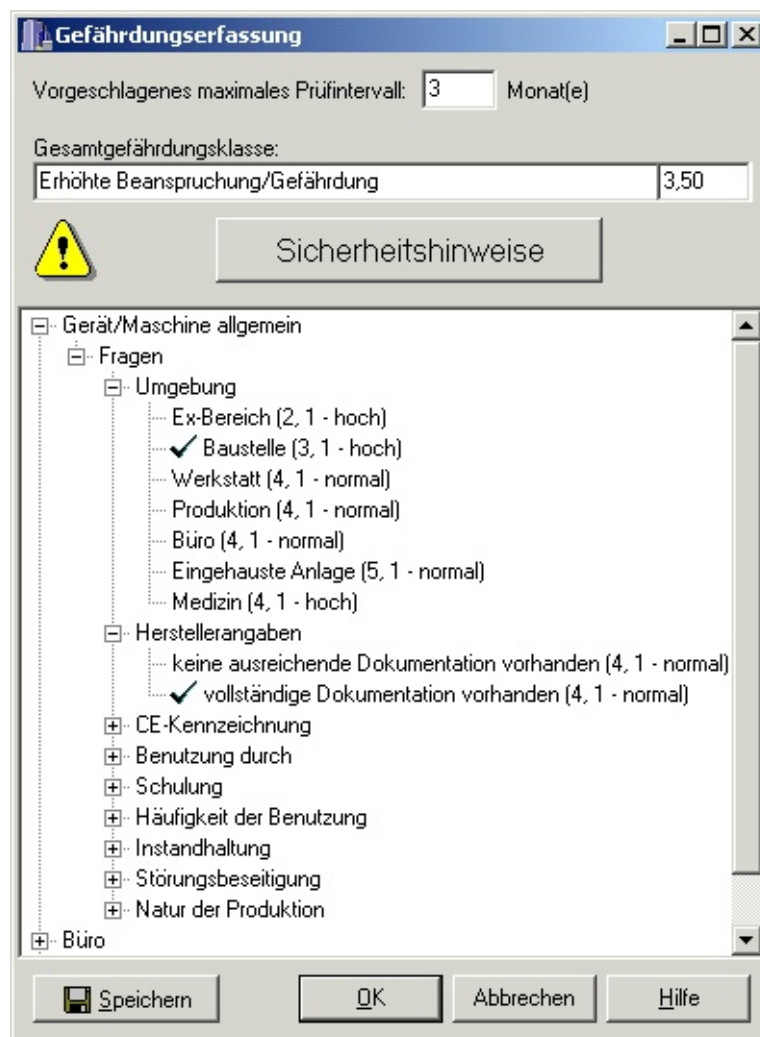 Gefährdungserfassung
Vorgeschlagenes maximales Prüfintervall: 3 Monat(e)
Gesamtgefährdungsklasse:
Erhöhte Beanspruchung/Gefährdung 3,50
Sicherheitshinweise
Gerät/Maschine allgemein
Fragen
Umgebung
Ex-Bereich (2, 1 - hoch)
Baustelle (3, 1 - hoch)
Werkstatt (4, 1 - normal)
Produktion (4, 1 - normal)
Büro (4, 1 - normal)
Eingehauste Anlage (5, 1 - normal)
Medizin (4, 1 - hoch)
Herstellerangaben
keine ausreichende Dokumentation vorhanden (4, 1 - normal)
vollständige Dokumentation vorhanden (4, 1 - normal)
CE-Kennzeichnung
Benutzung durch
Schulung
Häufigkeit der Benutzung
Instandhaltung
Störungsbeseitigung
Natur der Produktion
Büro
Speichern OK Abbrechen Hilfe